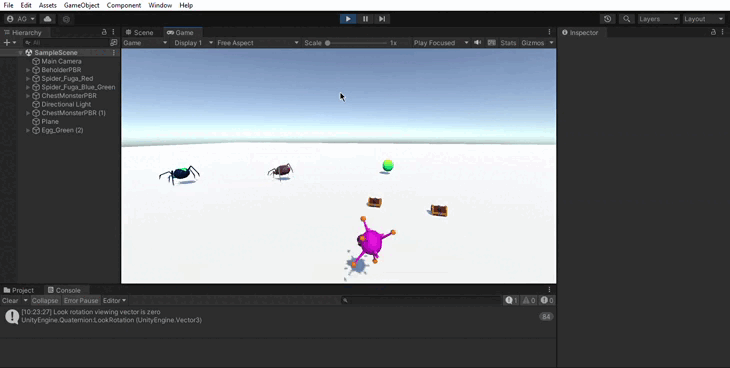 File Edit Assets GameObject Component Window Help
AG Layers Layout
Hierarchy Scene Game Inspector
All Game Display 1 Free Aspect Scale 1x Play Focused Stats Gizmos
SampleScene
Main Camera
BeholderPBR
Spider_Fuga_Red
Spider_Fuga_Blue_Green
ChestMonsterPBR
Directional Light
ChestMonsterPBR (1)
Plane
Egg_Green (2)
Project Console
Clear Collapse Error Pause Editor 1 0 0
[10:23:27] Look rotation viewing vector is zero
UnityEngine.Quaternion:LookRotation (UnityEngine.Vector3) 84